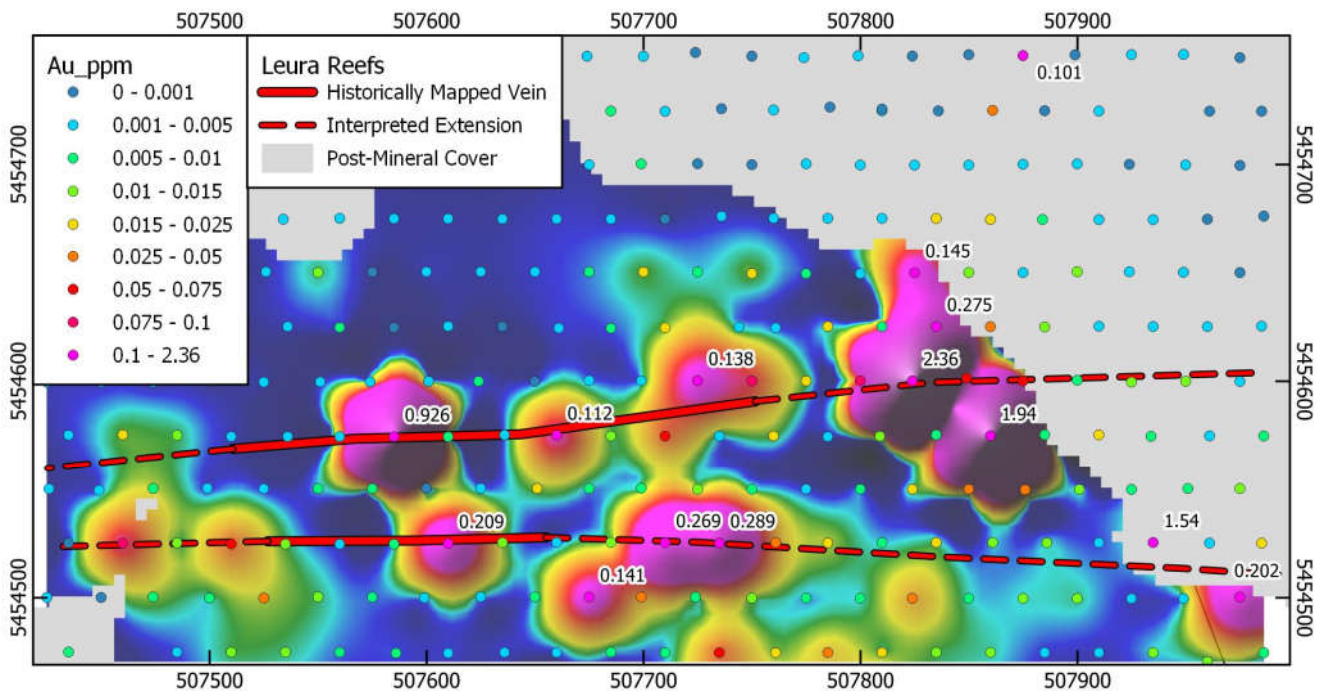 507500 507600 507700 507800 507900
Au_ppm
0 - 0.001
0.001 - 0.005
0.005 - 0.01
0.01 - 0.015
0.015 - 0.025
0.025 - 0.05
0.05 - 0.075
0.075 - 0.1
0.1 - 2.36
Leura Reefs
Historically Mapped Vein
Interpreted Extension
Post-Mineral Cover
0.101
5454700 5454700
0.145
0.275
0.138 2.36
5454600 5454600
0.926 0.112 1.94
0.209 0.269 0.289 1.54
0.141 0.202
5454500 5454500
507500 507600 507700 507800 507900